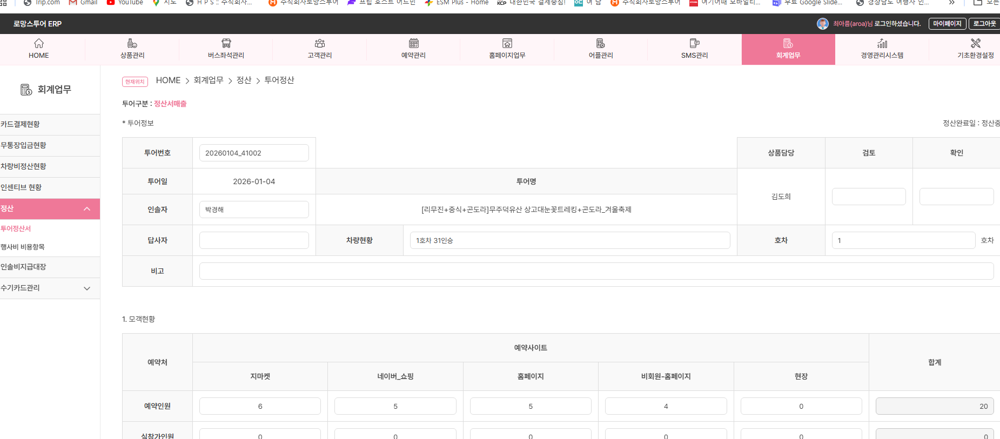 Trip.com Gmail YouTube 지도 H P S :: 주식회사... 주식회사로망스투어 프립 호스트 어드민 ESM Plus - Home 대한민국 결제중심! 여 남 주식회사로망스투어 여기어때 모바일티... 무료 Google Slide... 경상남도 여행사 인... » 모든
로망스투어 ERP
최아름(aroa)님 로그인하셨습니다. 마이페이지 로그아웃
HOME 상품관리 버스좌석관리 고객관리 예약관리 홈페이지업무 어플관리 SMS관리 회계업무 경영관리시스템 기초환경설정
회계업무
카드결제현황
무통장입금현황
차량비정산현황
인센티브 현황
정산
투어정산서
행사비 비용항목
인솔비지급대장
수기카드관리
현재위치 HOME > 회계업무 > 정산 > 투어정산
투어구분 : 정산서매출
* 투어정보 정산완료일 : 정산중
투어번호 20260104_41002 상품담당 검토 확인
투어일 2026-01-04 투어명
김도희
인솔자 박경해 [리무진+중식+곤도라]무주덕유산 상고대눈꽃트레킹+곤도라_겨울축제
답사자 차량현황 1호차 31인승 호차 1 호차
비고
1. 모객현황
예약처 예약사이트 합계
지마켓 네이버_쇼핑 홈페이지 비회원-홈페이지 현장
예약인원 6 5 5 4 0 20
실참가인원 0 0 0 0 0 0